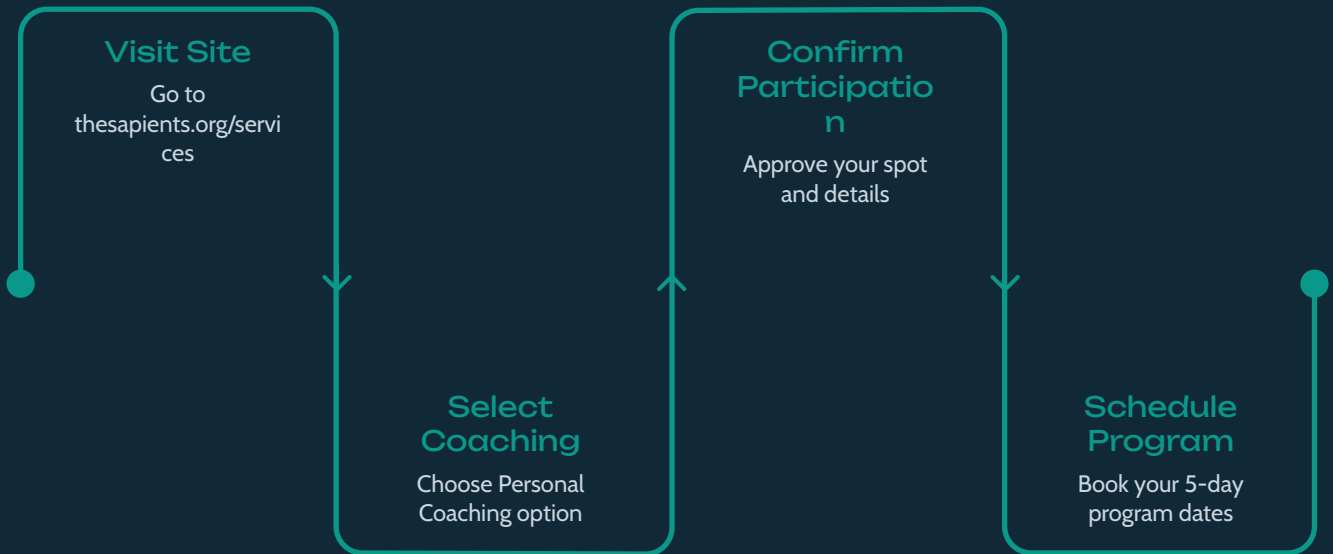 Visit Site
Go to
thesapients.org/servi
ces
Select
Coaching
Choose Personal
Coaching option
Confirm
Participatio
n
Approve your spot
and details
Schedule
Program
Book your 5-day
program dates